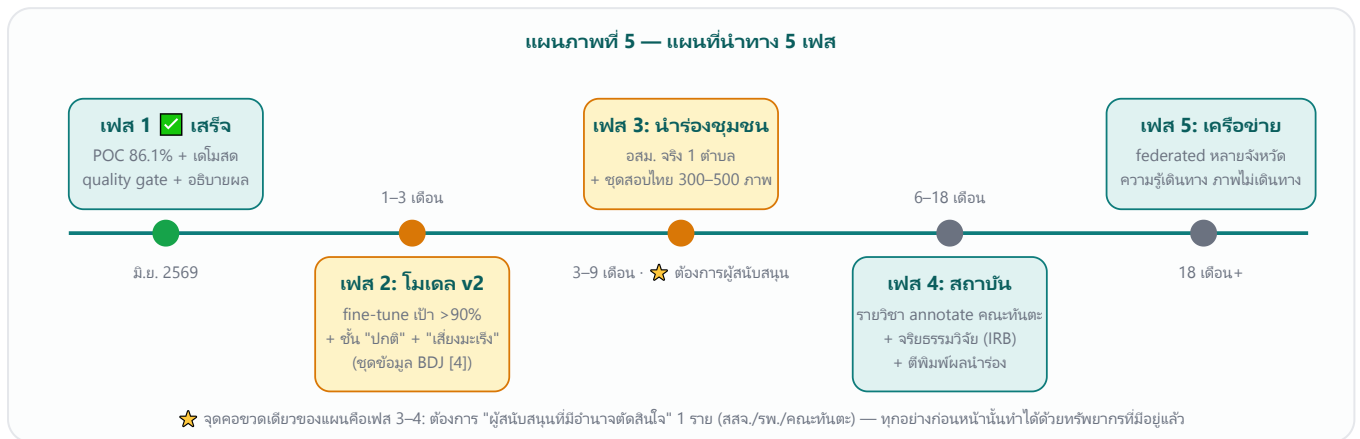 แผนภาพที่ 5 — แผนที่นำทาง 5 เฟส
เฟส 1 ✅ เสร็จ
POC 86.1% + เดโมสด
quality gate + อธิบายผล
มิ.ย. 2569
1–3 เดือน
เฟส 2: โมเดล v2
fine-tune เป้า >90%
+ ชั้น "ปกติ" + "เสี่ยงมะเร็ง"
(ชุดข้อมูล BDJ [4])
เฟส 3: นำร่องชุมชน
อสม. จริง 1 ตำบล
+ ชุดสอบไทย 300–500 ภาพ
3–9 เดือน · ⭐ ต้องการผู้สนับสนุน
6–18 เดือน
เฟส 4: สถาบัน
รายวิชา annotate คณะทันตะ
+ จริยธรรมวิจัย (IRB)
+ ตีพิมพ์ผลนำร่อง
เฟส 5: เครือข่าย
federated หลายจังหวัด
ความรู้เดินทาง ภาพไม่เดินทาง
18 เดือน+
⭐ จุดคอขวดเดียวของแผนคือเฟส 3–4: ต้องการ "ผู้สนับสนุนที่มีอำนาจตัดสินใจ" 1 ราย (สสจ./รพ./คณะทันตะ) — ทุกอย่างก่อนหน้านั้นทำได้ด้วยทรัพยากรที่มีอยู่แล้ว